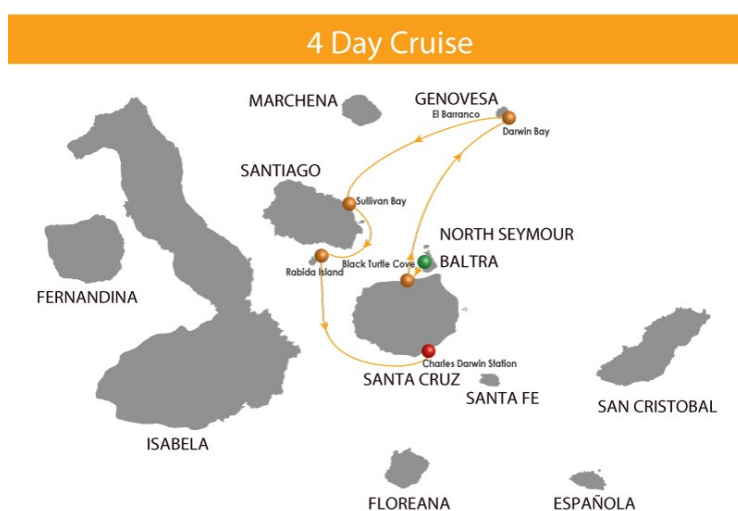 4 Day Cruise
MARCHENA
GENOVESA
El Barranco
Darwin Bay
SANTIAGO
Sullivan Bay
NORTH SEYMOUR
Black Turtle Cove
BALTRA
Rabida Island
FERNANDINA
Charles Darwin Station
SANTA CRUZ
SANTA FE
SAN CRISTOBAL
ISABELA
FLOREANA
ESPAÑOLA